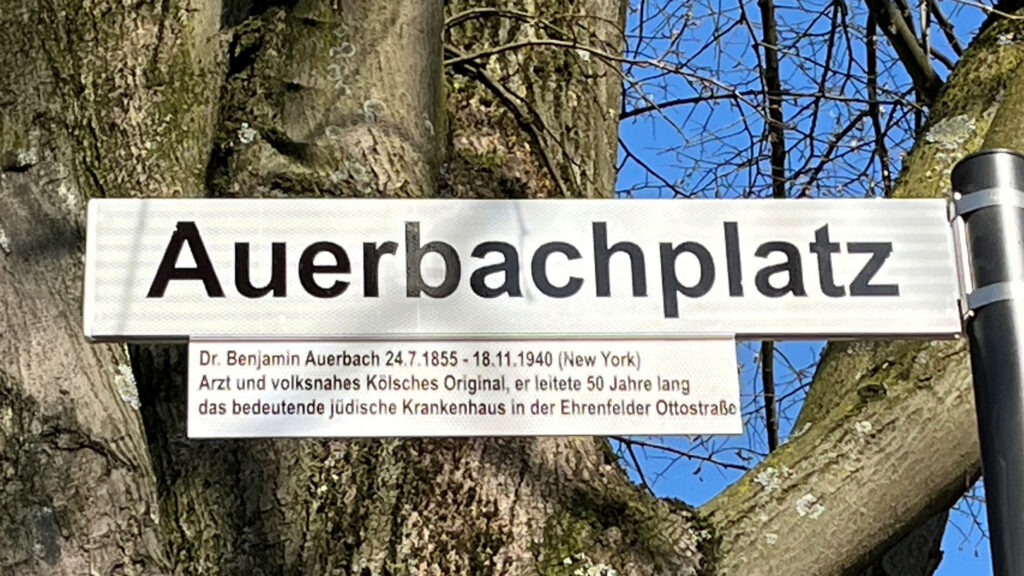 Auerbachplatz
Dr. Benjamin Auerbach 24.7.1855 - 18.11.1940 (New York)
Arzt und volksnahes Kölsches Original, er leitete 50 Jahre lang
das bedeutende jüdische Krankenhaus in der Ehrenfelder Ottostraße